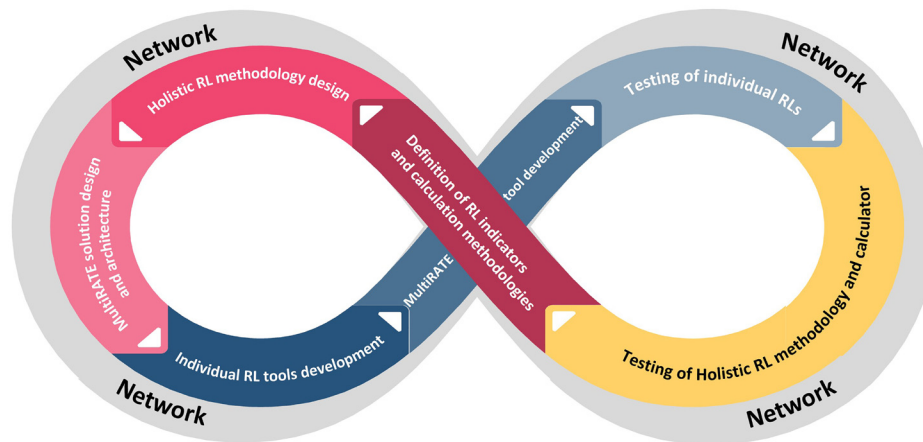 Network
Network
Holistic RL methodology design
Testing of individual RLs
Definition of RL indicators
and calculation methodologies
MultiRATE
tool development
MultiRATE solution design
and architecture
Individual RL tools development
Testing of Holistic RL methodology and calculator
Network
Network